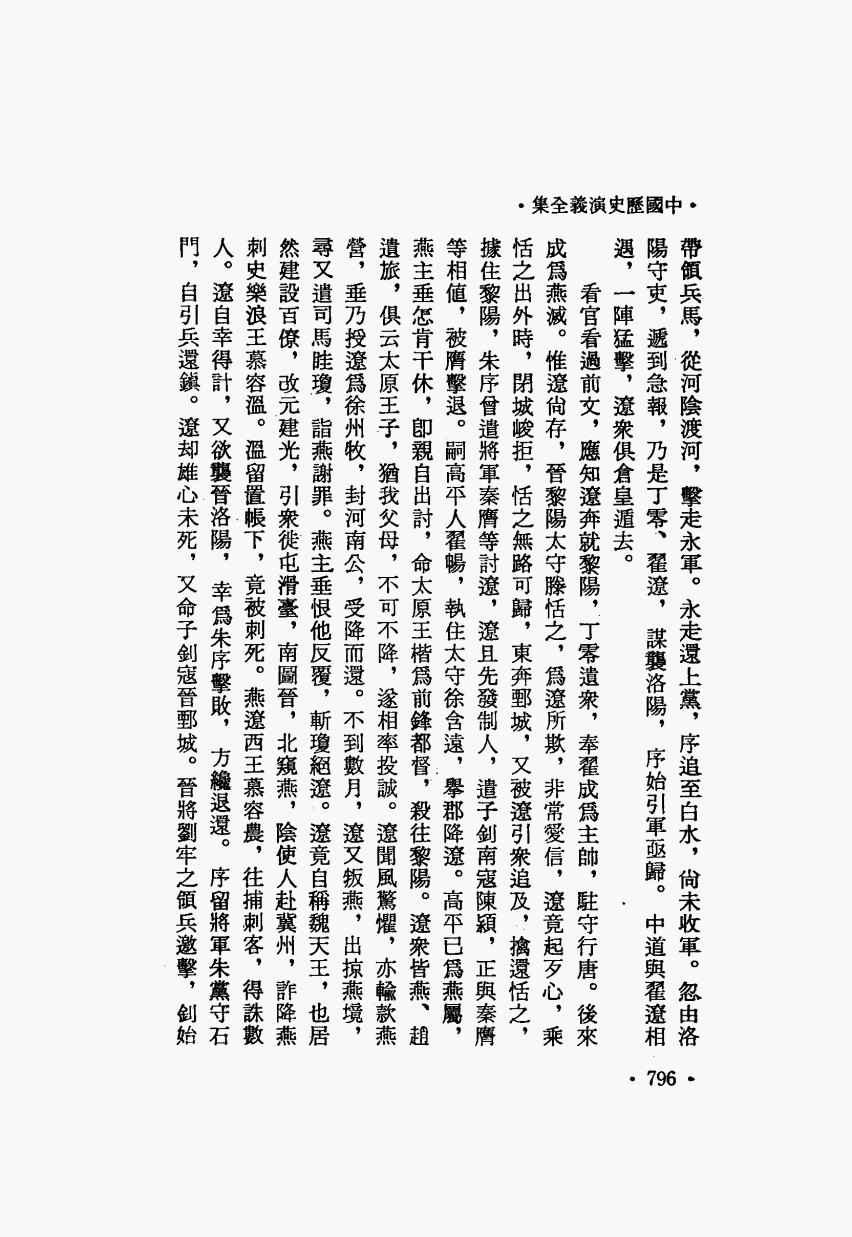 •中國歷史演義全集•
帶領兵馬，從河陰渡河，擊走永軍。永走還上黨，序追至白水，尙未收軍。忽由洛
陽守吏，遞到急報，乃是丁零、翟遼，謀襲洛陽，序始引軍亟歸。中道與翟遼相
遇，一陣猛擊，遼衆俱倉皇遁去。
看官看過前文，應知遼奔就黎陽，丁零遺衆，奉翟成爲主帥，駐守行唐。後來
成爲燕滅。惟遼尙存，晉黎陽太守滕恬之，爲遼所欺，非常愛信，遼竟起歹心，乘
恬之出外時，閉城峻拒，恬之無路可歸，東奔鄄城，又被遼引衆追及，擒還恬之，
據住黎陽，朱序曾遣將軍秦膺等討遼，遼且先發制人，遣子釗南寇陳潁，正與秦膺
等相値，被膺擊退。嗣高平人翟暢，執住太守徐含遠，擧郡降遼。高平已爲燕屬，
燕主垂怎肯干休，卽親自出討，命太原王楷爲前鋒都督，殺往黎陽。遼衆皆燕、趙
遺旅，俱云太原王子，猶我父母，不可不降，遂相率投誠。遼聞風驚懼，亦輸款燕
營，垂乃授遼爲徐州牧，封河南公，受降而還。不到數月，遼又叛燕，出掠燕境，
尋又遣司馬眭瓊，詣燕謝罪。燕主垂恨他反覆，斬瓊絕遼。遼竟自稱魏天王，也居
然建設百僚，改元建光，引衆徙屯滑臺，南圖晉，北窺燕，陰使人赴冀州，詐降燕
刺史樂浪王慕容溫。溫留置帳下，竟被刺死。燕遼西王慕容農，往捕刺客，得誅數
人。遼自幸得計，又欲襲晉洛陽，幸爲朱序擊敗，方纔退還。序留將軍朱黨守石
門，自引兵還鎭。遼却雄心未死，又命子釗寇晉鄄城。晉將劉牢之領兵邀擊，釗始
•796•